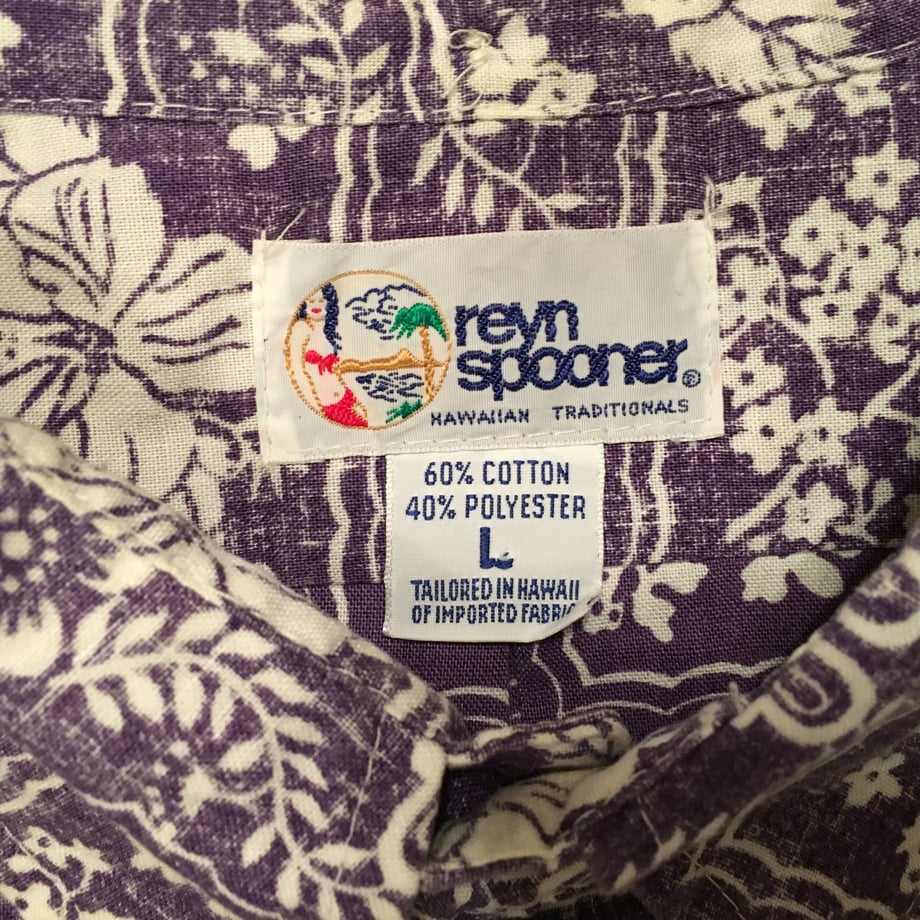 reyn
spooner®
HAWAIIAN TRADITIONALS
60% COTTON
40% POLYESTER
L
TAILORED IN HAWAII
OF IMPORTED FABRIC